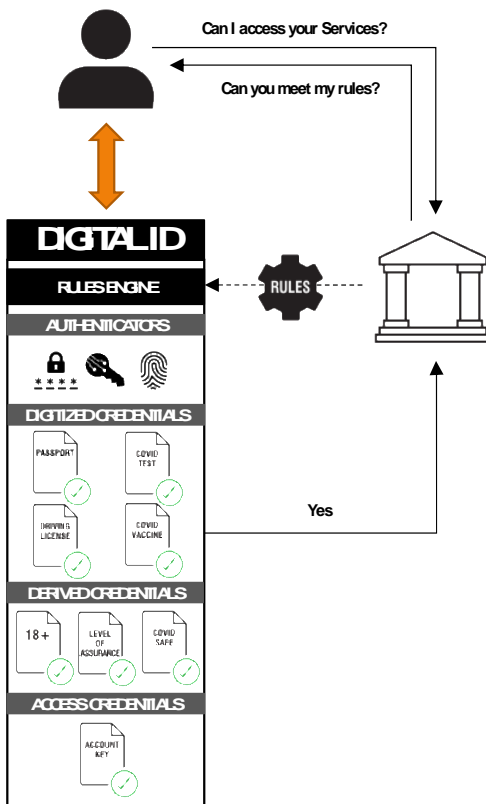 Can I access your Services?
Can you meet my rules?
DIGITAL ID
RULES ENGINE
RULES
AUTHENTICATORS
* * * *
DIGITIZED CREDENTIALS
PASSPORT
COVID
TEST
DRIVING
LICENSE
COVID
VACCINE
Yes
DERIVED CREDENTIALS
18+
LEVEL
OF
ASSURANCE
COVID
SAFE
ACCESS CREDENTIALS
ACCOUNT
KEY